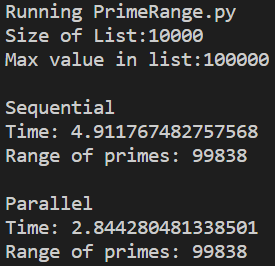 Running PrimeRange.py
Size of List:10000
Max value in list:100000

Sequential
Time: 4.911767482757568
Range of primes: 99838

Parallel
Time: 2.844280481338501
Range of primes: 99838